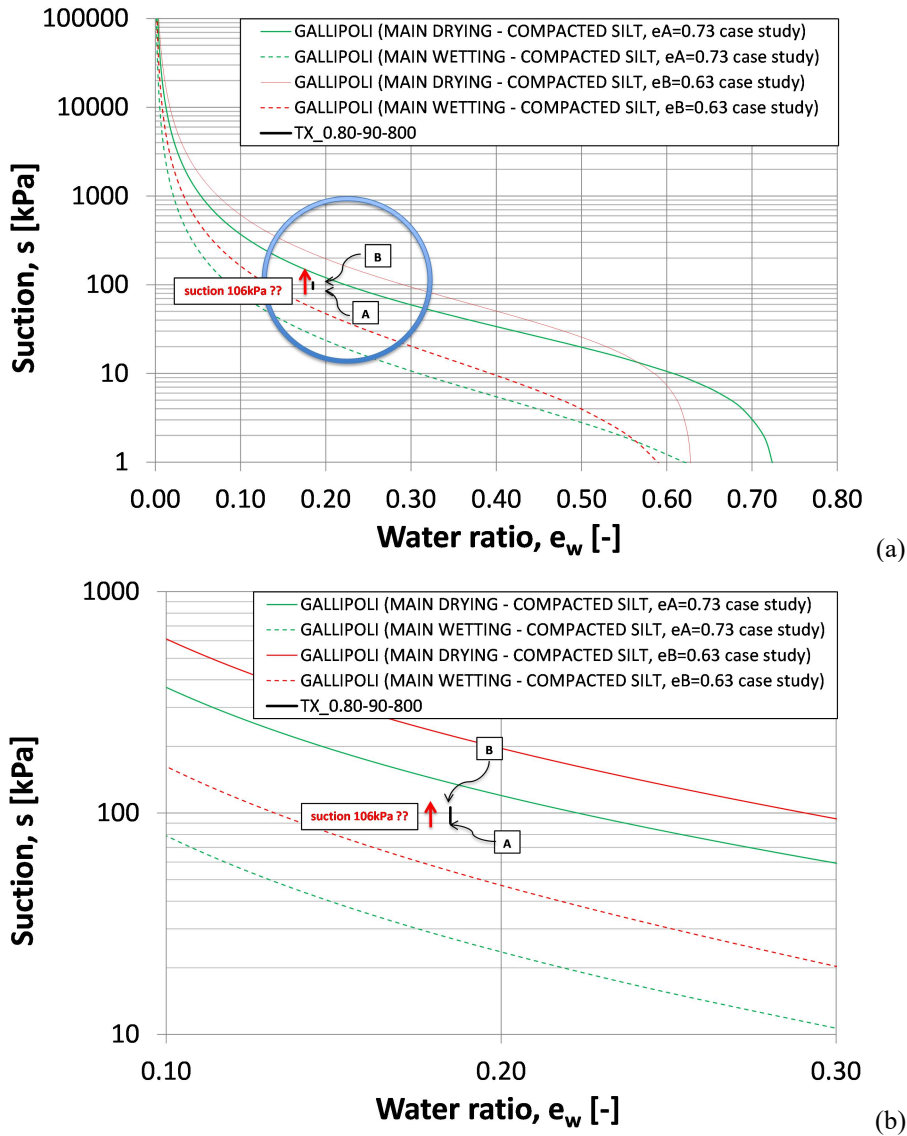 GALLIPOLI (MAIN DRYING - COMPACTED SILT, eA=0.73 case study)
GALLIPOLI (MAIN WETTING - COMPACTED SILT, eA=0.73 case study)
GALLIPOLI (MAIN DRYING - COMPACTED SILT, eB=0.63 case study)
GALLIPOLI (MAIN WETTING - COMPACTED SILT, eB=0.63 case study)
TX_0.80-90-800
100000
10000
1000
100
10
1
Suction, s [kPa]
B
suction 106kPa ??
A
0.00 0.10 0.20 0.30 0.40 0.50 0.60 0.70 0.80
Water ratio, ew [-]
(a)
GALLIPOLI (MAIN DRYING - COMPACTED SILT, eA=0.73 case study)
GALLIPOLI (MAIN WETTING - COMPACTED SILT, eA=0.73 case study)
GALLIPOLI (MAIN DRYING - COMPACTED SILT, eB=0.63 case study)
GALLIPOLI (MAIN WETTING - COMPACTED SILT, eB=0.63 case study)
TX_0.80-90-800
1000
100
10
Suction, s [kPa]
B
suction 106kPa ??
A
0.10 0.20 0.30
Water ratio, ew [-]
(b)